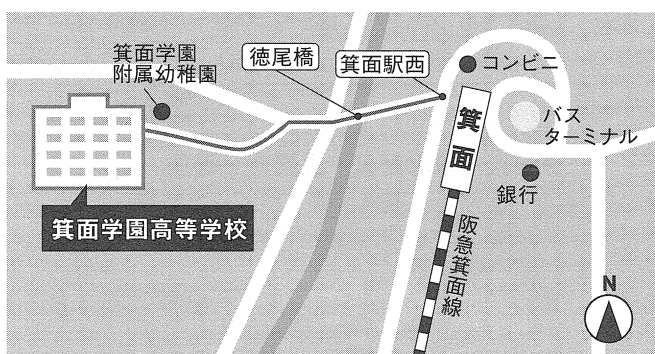 箕面学園
附属幼稚園
徳尾橋
箕面駅西
コンビニ
箕面
バス
ターミナル
銀行
箕面学園高等学校
阪急箕面線
N